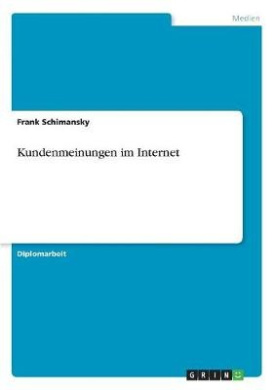 Medien
Frank Schimansky
Kundenmeinungen im Internet
Diplomarbeit
GRIN